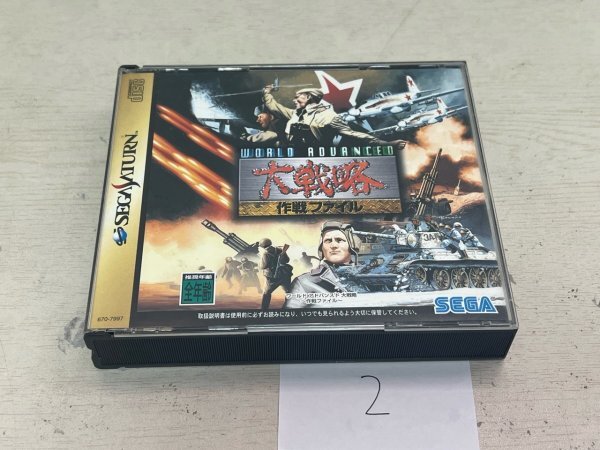 disc
SEGA SATURN
WORLD ADVANCED
大戦略
作戦ファイル
推奨年齢
全年齢
ワールド アドバンスド 大戦略
〜作戦ファイル〜
SEGA
670-7997
取扱説明書は使用前に必ずお読みになり、いつでも見られるよう大切に保管してください。
2